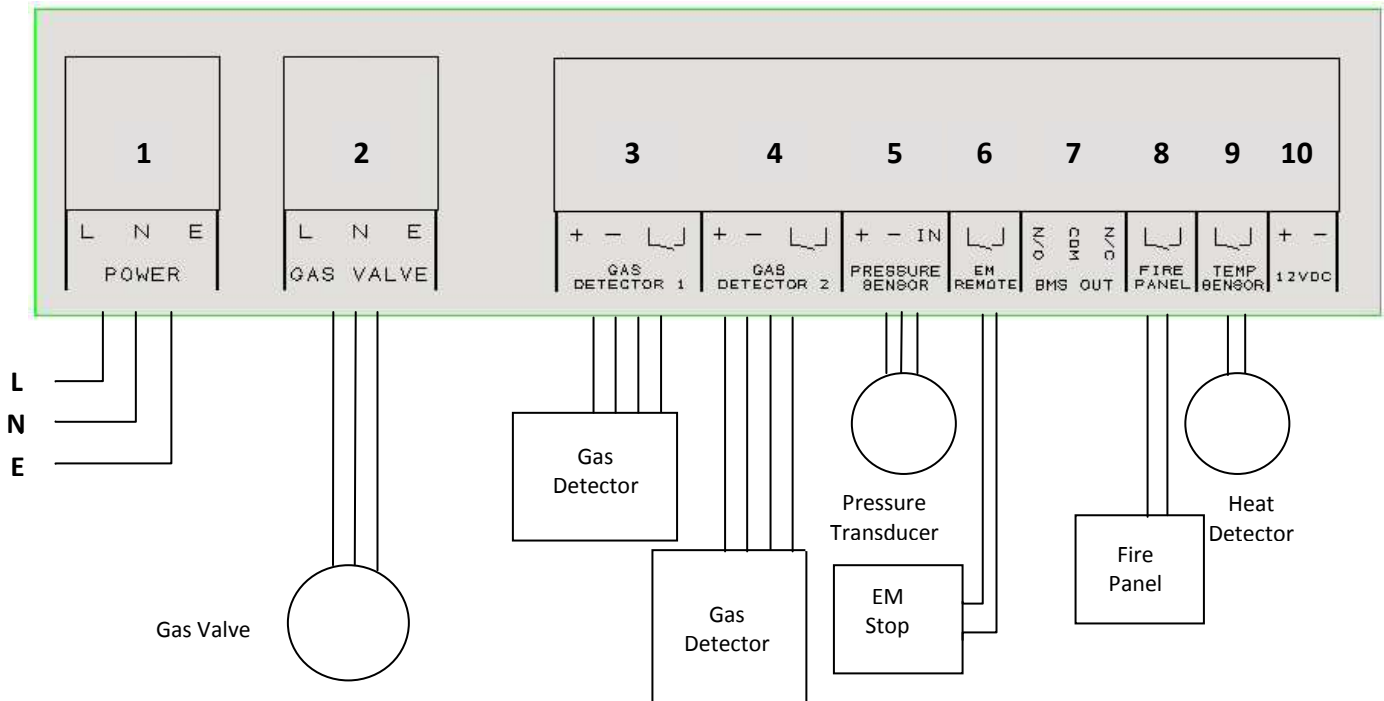 1 2 3 4 5 6 7 8 9 10
L N E L N E + − + − + − IN N/O COM N/C + −
POWER GAS VALVE GAS DETECTOR 1 GAS DETECTOR 2 PRESSURE SENSOR EM REMOTE BMS OUT FIRE PANEL TEMP SENSOR 12VDC
L
N
E
Gas
Detector
Pressure
Transducer
Heat
Detector
Fire
Panel
EM
Stop
Gas
Detector
Gas Valve